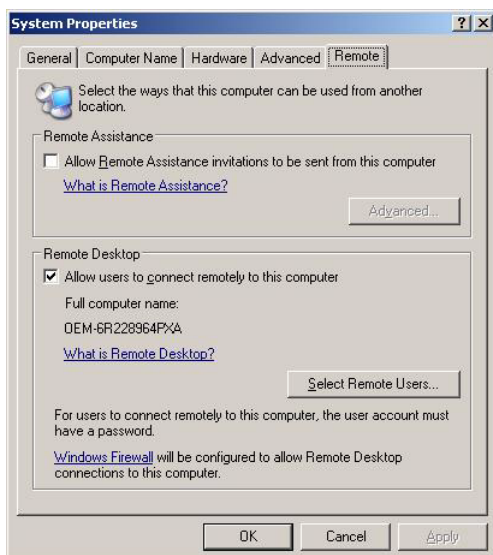 System Properties
General
Computer Name
Hardware
Advanced
Remote
Select the ways that this computer can be used from another
location.
Remote Assistance
Allow Remote Assistance invitations to be sent from this computer
What is Remote Assistance?
Advanced...
Remote Desktop
Allow users to connect remotely to this computer
Full computer name:
OEM-6R228964PXA
What is Remote Desktop?
Select Remote Users...
For users to connect remotely to this computer, the user account must
have a password.
Windows Firewall will be configured to allow Remote Desktop
connections to this computer.
OK
Cancel
Apply